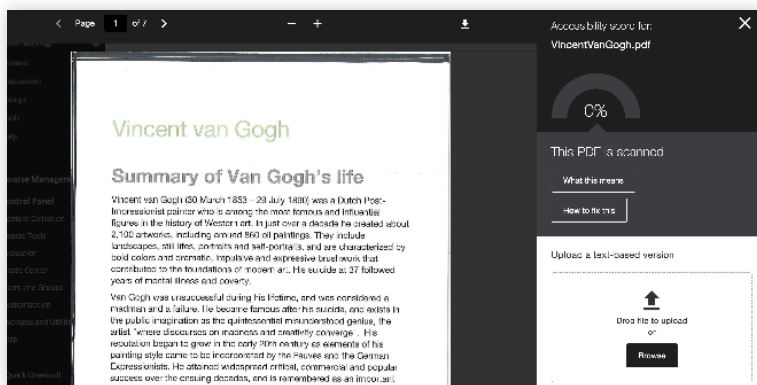 Page 1 of 7
Accessibility score for:
VincentVanGogh.pdf
0%
This PDF is scanned
What this means
How to fix this
Upload a text-based version
Drop file to upload
or
Browse
Vincent van Gogh
Summary of Van Gogh's life
Vincent van Gogh (30 March 1853 – 29 July 1890) was a Dutch Post-
Impressionist painter who is among the most famous and influential
figures in the history of Western art. In just over a decade he created about
2,100 artworks, including around 860 oil paintings. They include
landscapes, still lifes, portraits and self-portraits, and are characterized by
bold colors and dramatic, impulsive and expressive brushwork that
contributed to the foundations of modern art. His suicide at 37 followed
years of mental illness and poverty.
Van Gogh was unsuccessful during his lifetime, and was considered a
madman and a failure. He became famous after his suicide, and exists in
the public imagination as the quintessential misunderstood genius, the
artist "where discourses on madness and creativity converge". His
reputation began to grow in the early 20th century as elements of his
painting style came to be incorporated by the Fauves and the German
Expressionists. He attained widespread critical, commercial and popular
success over the ensuing decades, and is remembered as an important